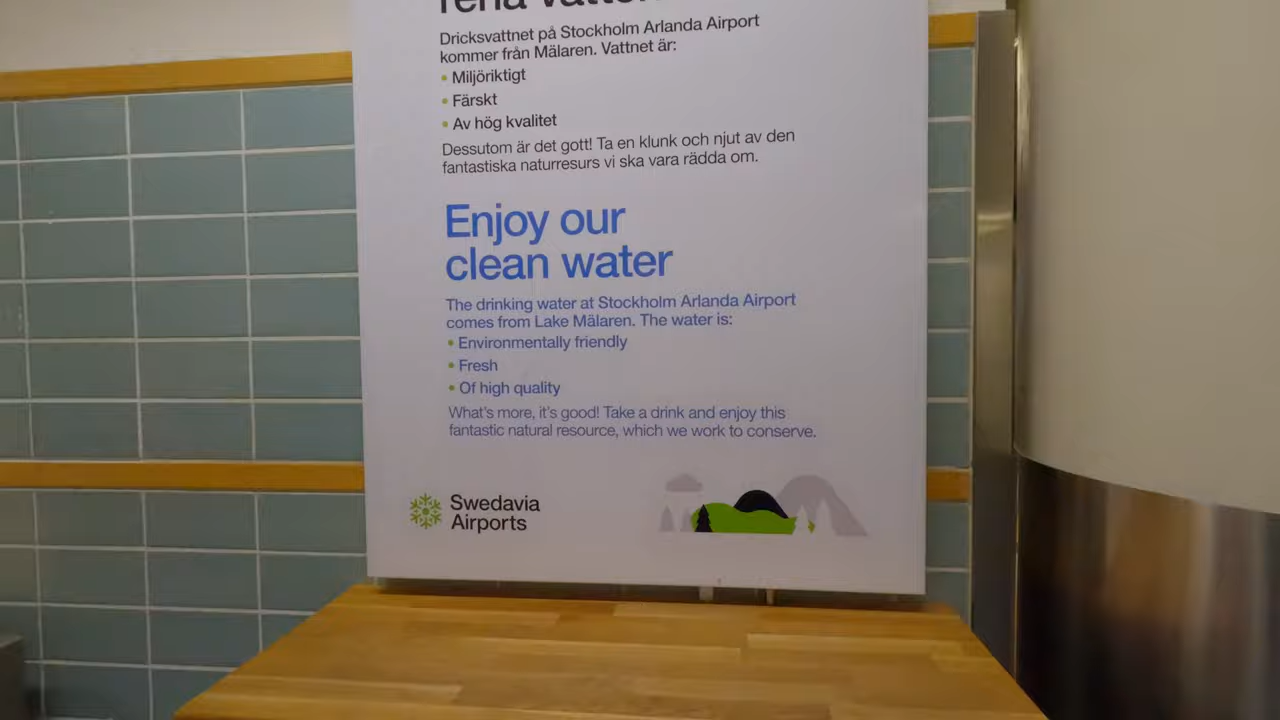 rena vatten
Dricksvattnet på Stockholm Arlanda Airport
kommer från Mälaren. Vattnet är:
• Miljöriktigt
• Färskt
• Av hög kvalitet
Dessutom är det gott! Ta en klunk och njut av den
fantastiska naturresurs vi ska vara rädda om.
Enjoy our
clean water
The drinking water at Stockholm Arlanda Airport
comes from Lake Mälaren. The water is:
• Environmentally friendly
• Fresh
• Of high quality
What's more, it's good! Take a drink and enjoy this
fantastic natural resource, which we work to conserve.
Swedavia
Airports